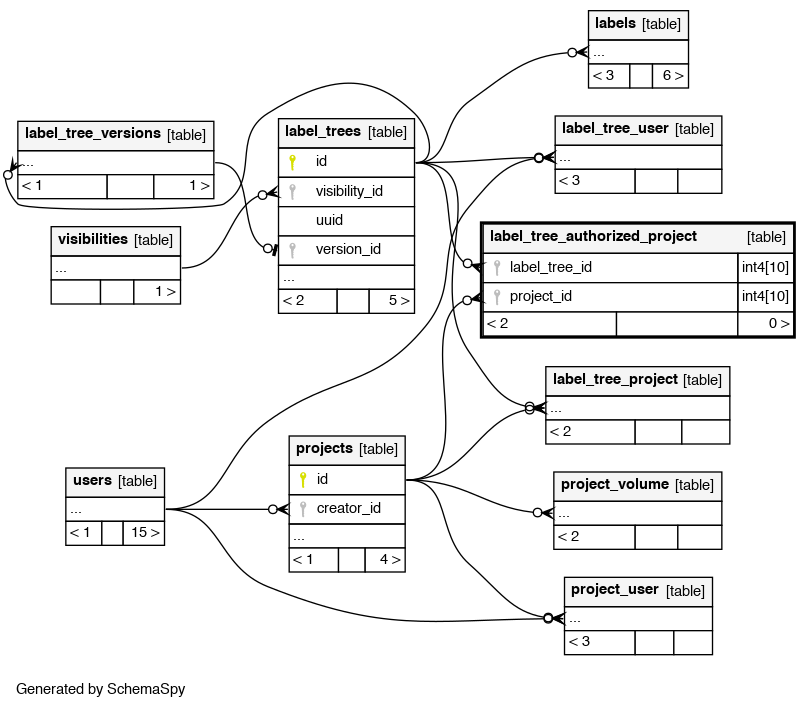 labels [table]
...
< 3 6 >
label_tree_versions [table]
...
< 1 1 >
label_trees [table]
id
visibility_id
uuid
version_id
...
< 2 5 >
label_tree_user [table]
...
< 3
visibilities [table]
...
1 >
label_tree_authorized_project [table]
label_tree_id int4[10]
project_id int4[10]
< 2 0 >
label_tree_project [table]
...
< 2
projects [table]
id
creator_id
...
< 1 4 >
users [table]
...
< 1 15 >
project_volume [table]
...
< 2
project_user [table]
...
< 3
Generated by SchemaSpy